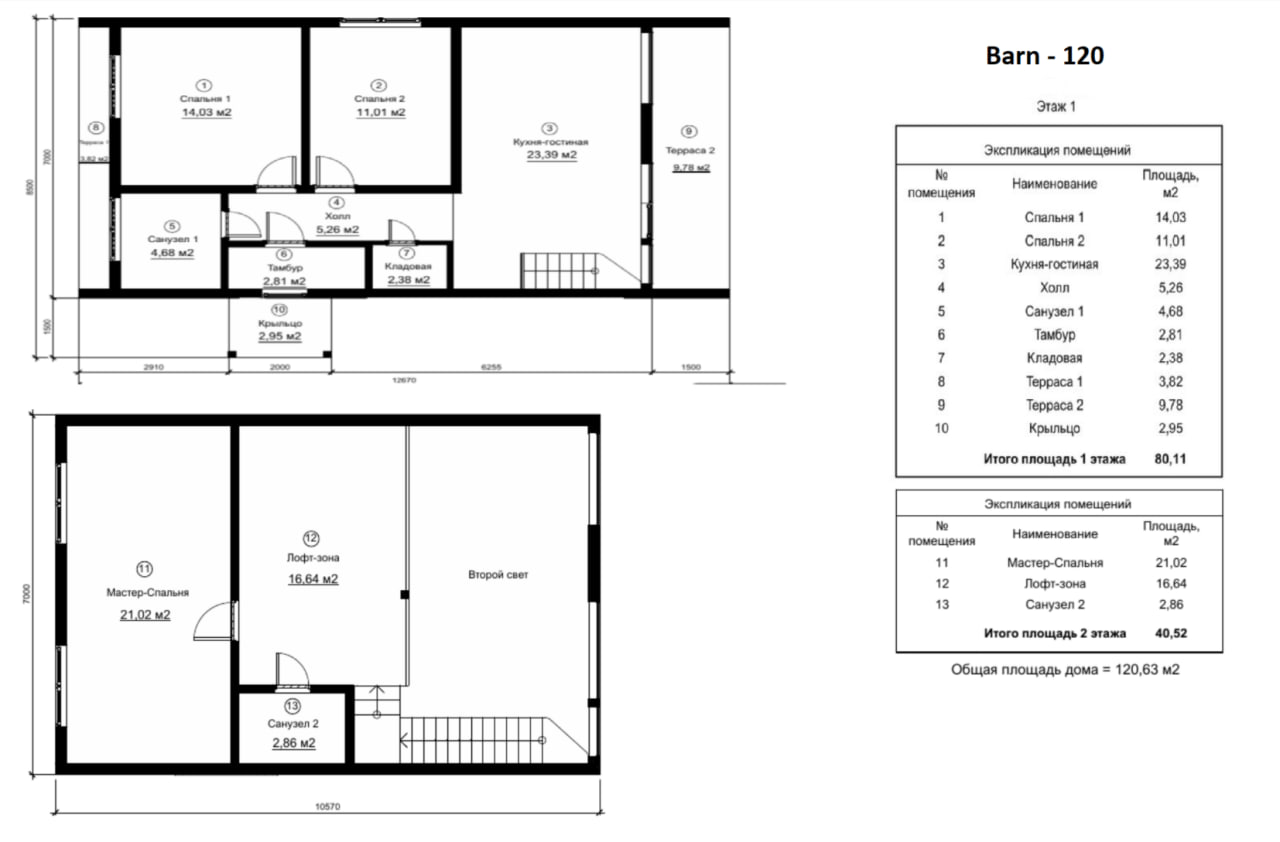 Barn - 120
Этаж 1
1
Спальня 1
14,03 м2
2
Спальня 2
11,01 м2
3
Кухня-гостиная
23,39 м2
8
Терраса 1
3,82 м2
9
Терраса 2
9,78 м2
4
Холл
5,26 м2
5
Санузел 1
4,68 м2
6
Тамбур
2,81 м2
7
Кладовая
2,38 м2
10
Крыльцо
2,95 м2
7000
8500
1500
2910
2000
6255
1500
12670
11
Мастер-Спальня
21,02 м2
12
Лофт-зона
16,64 м2
Второй свет
13
Санузел 2
2,86 м2
7000
10570
Экспликация помещений
№ помещения Наименование Площадь, м2
1 Спальня 1 14,03
2 Спальня 2 11,01
3 Кухня-гостиная 23,39
4 Холл 5,26
5 Санузел 1 4,68
6 Тамбур 2,81
7 Кладовая 2,38
8 Терраса 1 3,82
9 Терраса 2 9,78
10 Крыльцо 2,95
Итого площадь 1 этажа 80,11
Экспликация помещений
№ помещения Наименование Площадь, м2
11 Мастер-Спальня 21,02
12 Лофт-зона 16,64
13 Санузел 2 2,86
Итого площадь 2 этажа 40,52
Общая площадь дома = 120,63 м2